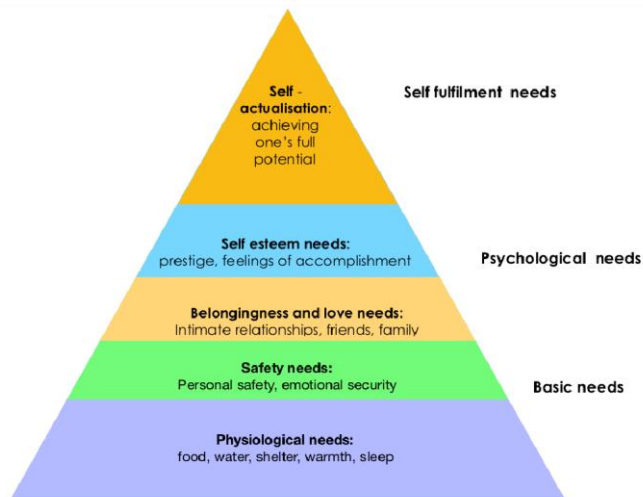 Self -
actualisation:
achieving
one's full
potential
Self fulfilment needs
Self esteem needs:
prestige, feelings of accomplishment
Psychological needs
Belongingness and love needs:
Intimate relationships, friends, family
Safety needs:
Personal safety, emotional security
Basic needs
Physiological needs:
food, water, shelter, warmth, sleep